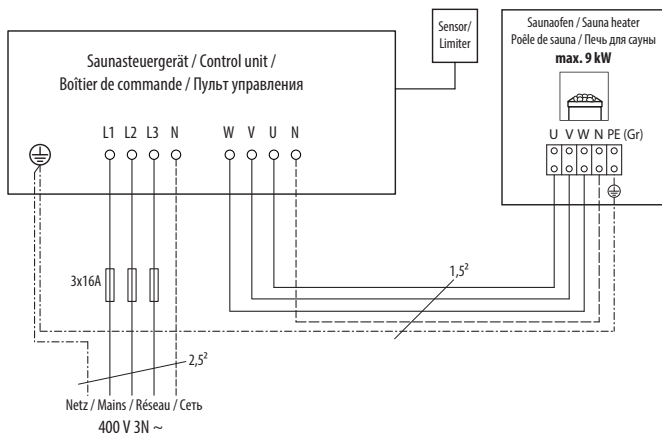 Saunasteuergerät / Control unit /
Boîtier de commande / Пульт управления
Sensor/
Limiter
Saunaofen / Sauna heater
Poêle de sauna / Печь для сауны
max. 9 kW
L1 L2 L3 N W V U N
U V W N PE (Gr)
3x16A
1,5²
2,5²
Netz / Mains / Réseau / Сеть
400 V 3N ~